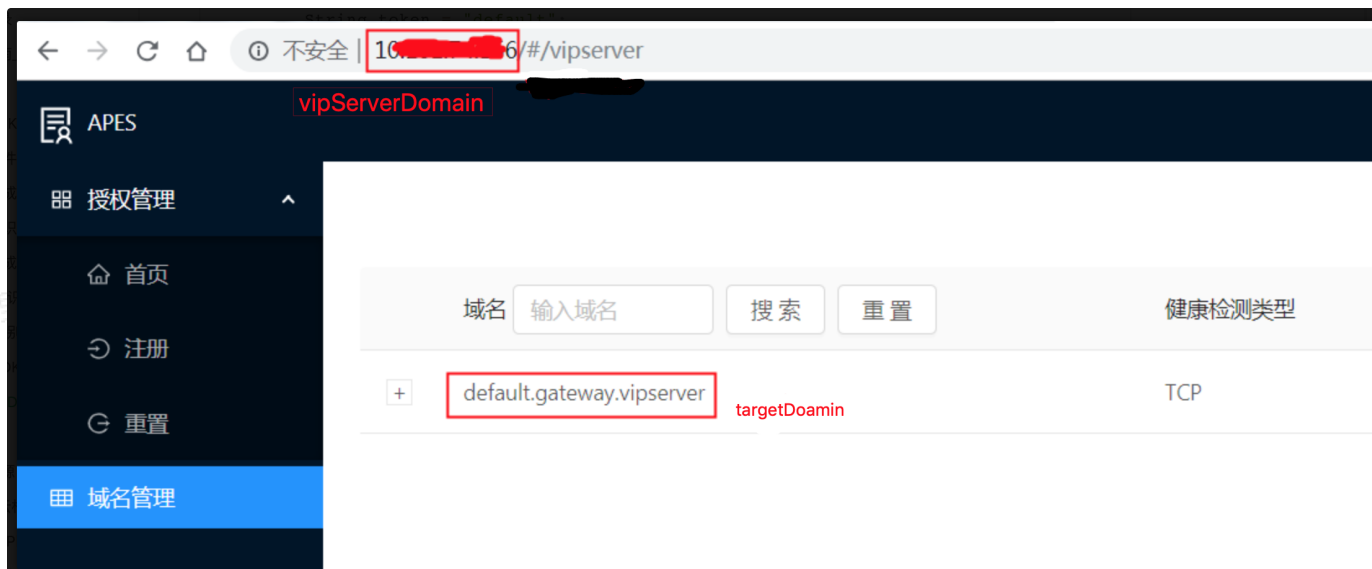 不安全 | 10 6/#/vipserver
vipServerDomain
APES
授权管理
首页
注册
重置
域名管理
域名 输入域名 搜 索 重 置 健康检测类型
+ default.gateway.vipserver targetDoamin TCP